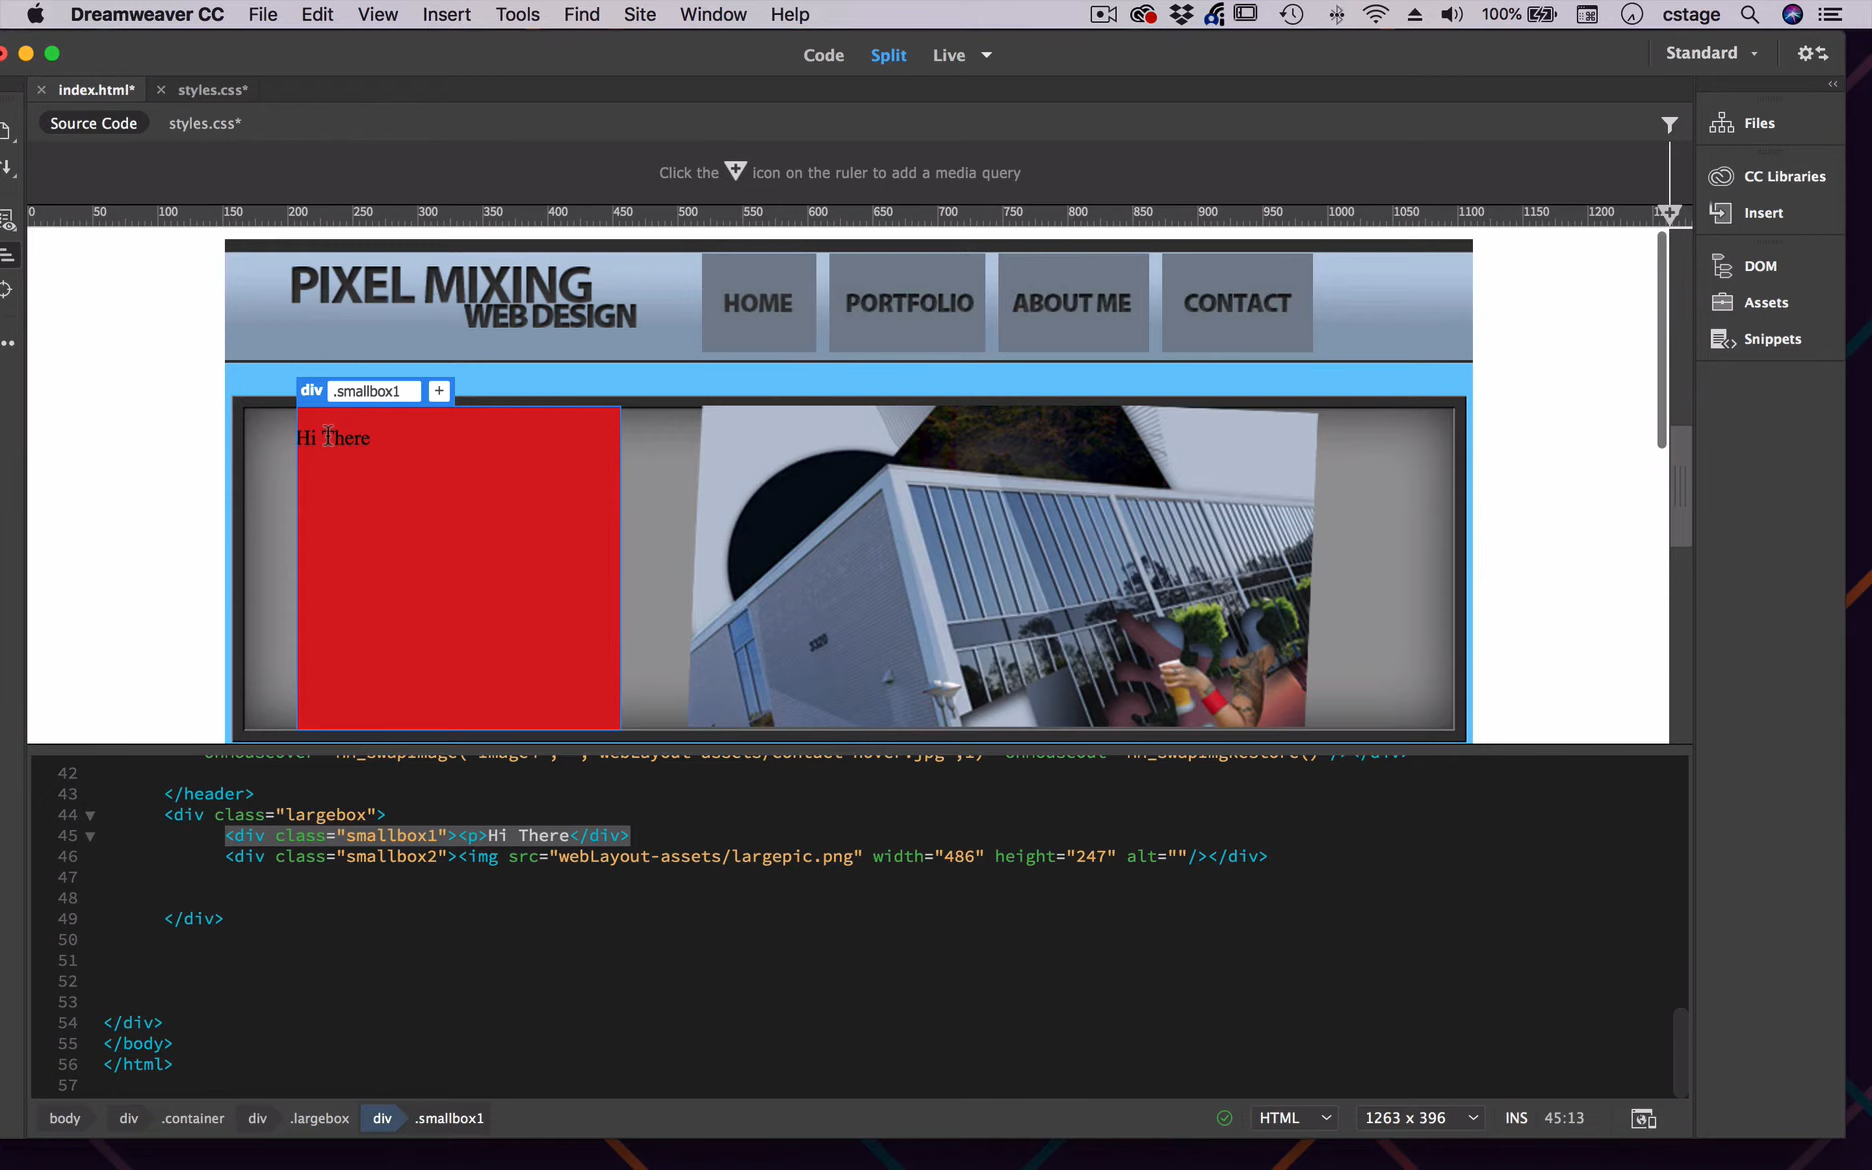 Dreamweaver CC File Edit View Insert Tools Find Site Window Help 100% cstage
Code Split Live Standard
index.html* styles.css*
Source Code styles.css*
Click the icon on the ruler to add a media query
0 50 100 150 200 250 300 350 400 450 500 550 600 650 700 750 800 850 900 950 1000 1050 1100 1150 1200
Files
CC Libraries
Insert
DOM
Assets
Snippets
PIXEL MIXING
WEB DESIGN
HOME PORTFOLIO ABOUT ME CONTACT
div .smallbox1 +
Hi There
3320
42
43 </header>
44 <div class="largebox">
45 <div class="smallbox1"><p>Hi There</div>
46 <div class="smallbox2"><img src="webLayout-assets/largepic.png" width="486" height="247" alt=""/></div>
47
48
49 </div>
50
51
52
53
54 </div>
55 </body>
56 </html>
57
body div .container div .largebox div .smallbox1 HTML 1263 x 396 INS 45:13